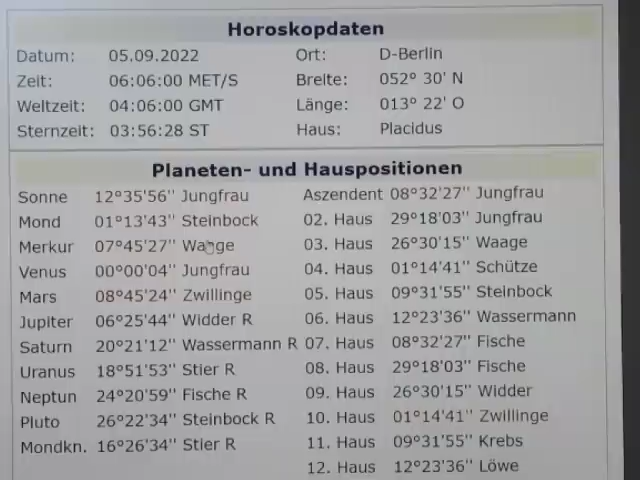 Horoskopdaten
Datum: 05.09.2022 Ort: D-Berlin
Zeit: 06:06:00 MET/S Breite: 052° 30' N
Weltzeit: 04:06:00 GMT Länge: 013° 22' O
Sternzeit: 03:56:28 ST Haus: Placidus
Planeten- und Hauspositionen
Sonne 12°35'56" Jungfrau Aszendent 08°32'27" Jungfrau
Mond 01°13'43" Steinbock 02. Haus 29°18'03" Jungfrau
Merkur 07°45'27" Waage 03. Haus 26°30'15" Waage
Venus 00°00'04" Jungfrau 04. Haus 01°14'41" Schütze
Mars 08°45'24" Zwillinge 05. Haus 09°31'55" Steinbock
Jupiter 06°25'44" Widder R 06. Haus 12°23'36" Wassermann
Saturn 20°21'12" Wassermann R 07. Haus 08°32'27" Fische
Uranus 18°51'53" Stier R 08. Haus 29°18'03" Fische
Neptun 24°20'59" Fische R 09. Haus 26°30'15" Widder
Pluto 26°22'34" Steinbock R 10. Haus 01°14'41" Zwillinge
Mondkn. 16°26'34" Stier R 11. Haus 09°31'55" Krebs
12. Haus 12°23'36" Löwe